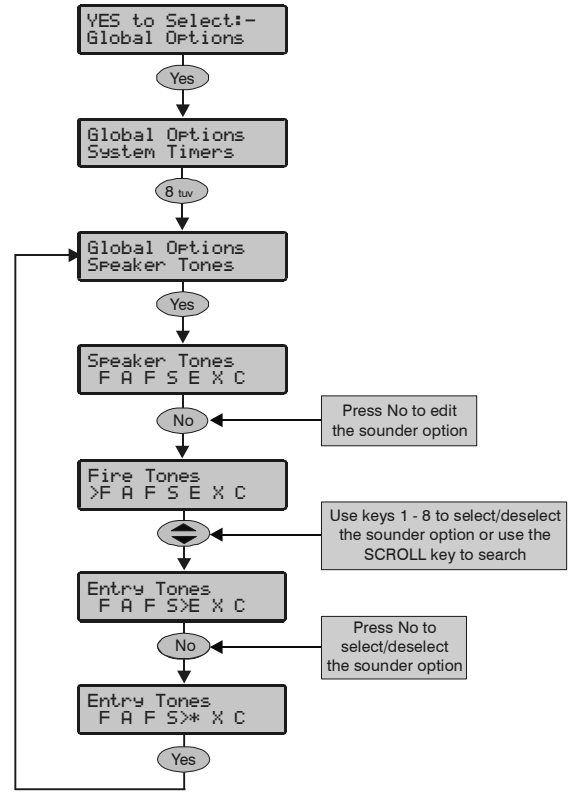 YES to Select:-
Global Options
Yes
Global Options
System Timers
8 tuv
Global Options
Speaker Tones
Yes
Speaker Tones
F A F S E X C
No
Press No to edit
the sounder option
Fire Tones
>F A F S E X C
Use keys 1 - 8 to select/deselect
the sounder option or use the
SCROLL key to search
Entry Tones
F A F S>E X C
No
Press No to
select/deselect
the sounder option
Entry Tones
F A F S>* X C
Yes